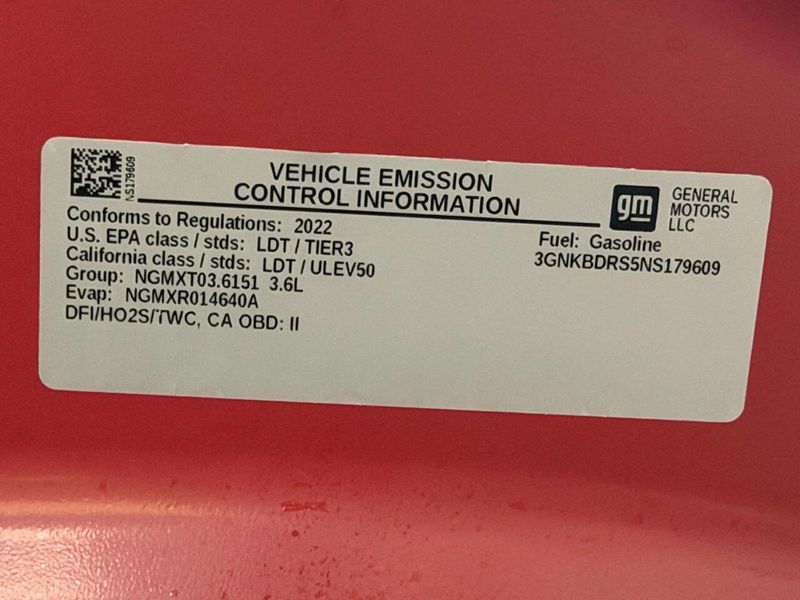 NS179609
VEHICLE EMISSION
CONTROL INFORMATION
gm
GENERAL
MOTORS
LLC
Conforms to Regulations: 2022
U.S. EPA class / stds: LDT / TIER3
California class / stds: LDT / ULEV50
Group: NGMXT03.6151 3.6L
Evap: NGMXR014640A
DFI/HO2S/TWC, CA OBD: II
Fuel: Gasoline
3GNKBDRS5NS179609